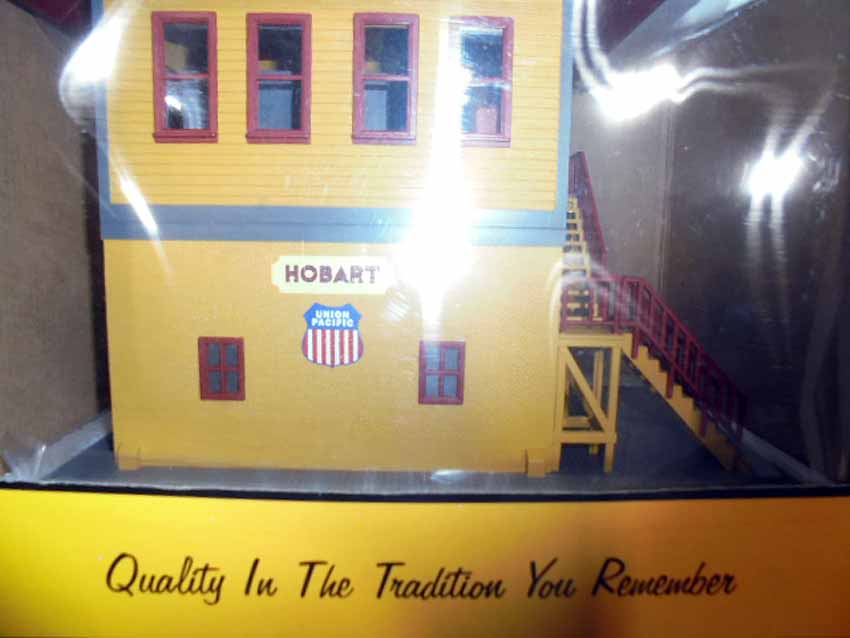 HOBART
UNION
PACIFIC
Quality In The Tradition You Remember